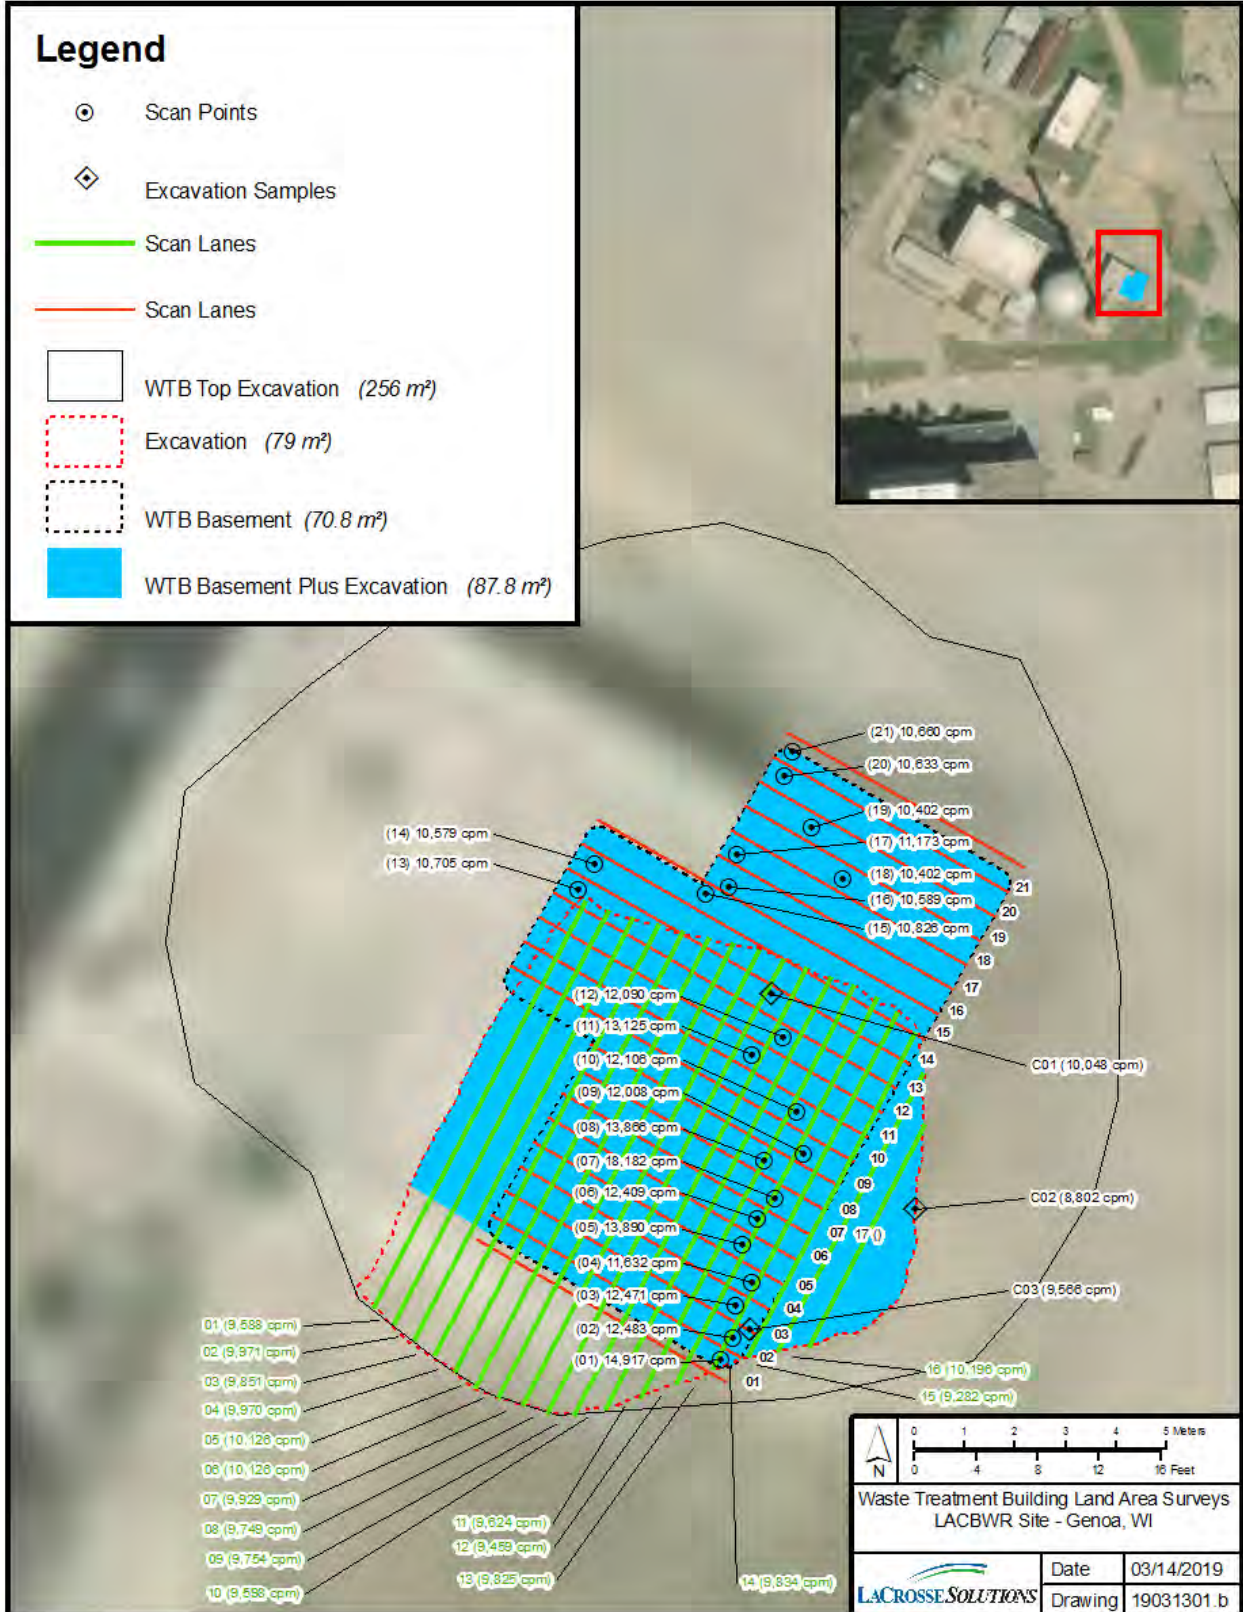 Legend
Scan Points
Excavation Samples
Scan Lanes
Scan Lanes
WTB Top Excavation (256 m²)
Excavation (79 m²)
WTB Basement (70.8 m²)
WTB Basement Plus Excavation (87.8 m²)
(21) 10,660 cpm
(20) 10,633 cpm
(19) 10,402 cpm
(17) 11,173 cpm
(18) 10,402 cpm
(16) 10,589 cpm
(15) 10,826 cpm
(14) 10,579 cpm
(13) 10,705 cpm
(12) 12,090 cpm
(11) 13,125 cpm
(10) 12,106 cpm
(09) 12,008 cpm
(08) 13,866 cpm
(07) 18,182 cpm
(06) 12,409 cpm
(05) 13,890 cpm
(04) 11,632 cpm
(03) 12,471 cpm
(02) 12,483 cpm
(01) 14,917 cpm
21
20
19
18
17
16
15
14
13
12
11
10
09
08
07 17 ()
06
05
04
03
02
01
C01 (10,048 cpm)
C02 (8,802 cpm)
C03 (9,566 cpm)
01 (9,588 cpm)
02 (9,971 cpm)
03 (9,851 cpm)
04 (9,970 cpm)
05 (10,126 cpm)
06 (10,128 cpm)
07 (9,929 cpm)
08 (9,749 cpm)
09 (9,754 cpm)
10 (9,598 cpm)
11 (9,624 cpm)
12 (9,459 cpm)
13 (9,825 cpm)
14 (9,834 cpm)
16 (10,196 cpm)
15 (9,282 cpm)
N
0 1 2 3 4 5 Meters
0 4 8 12 16 Feet
Waste Treatment Building Land Area Surveys
LACBWR Site - Genoa, WI
LACROSSE SOLUTIONS
Date 03/14/2019
Drawing 19031301.b